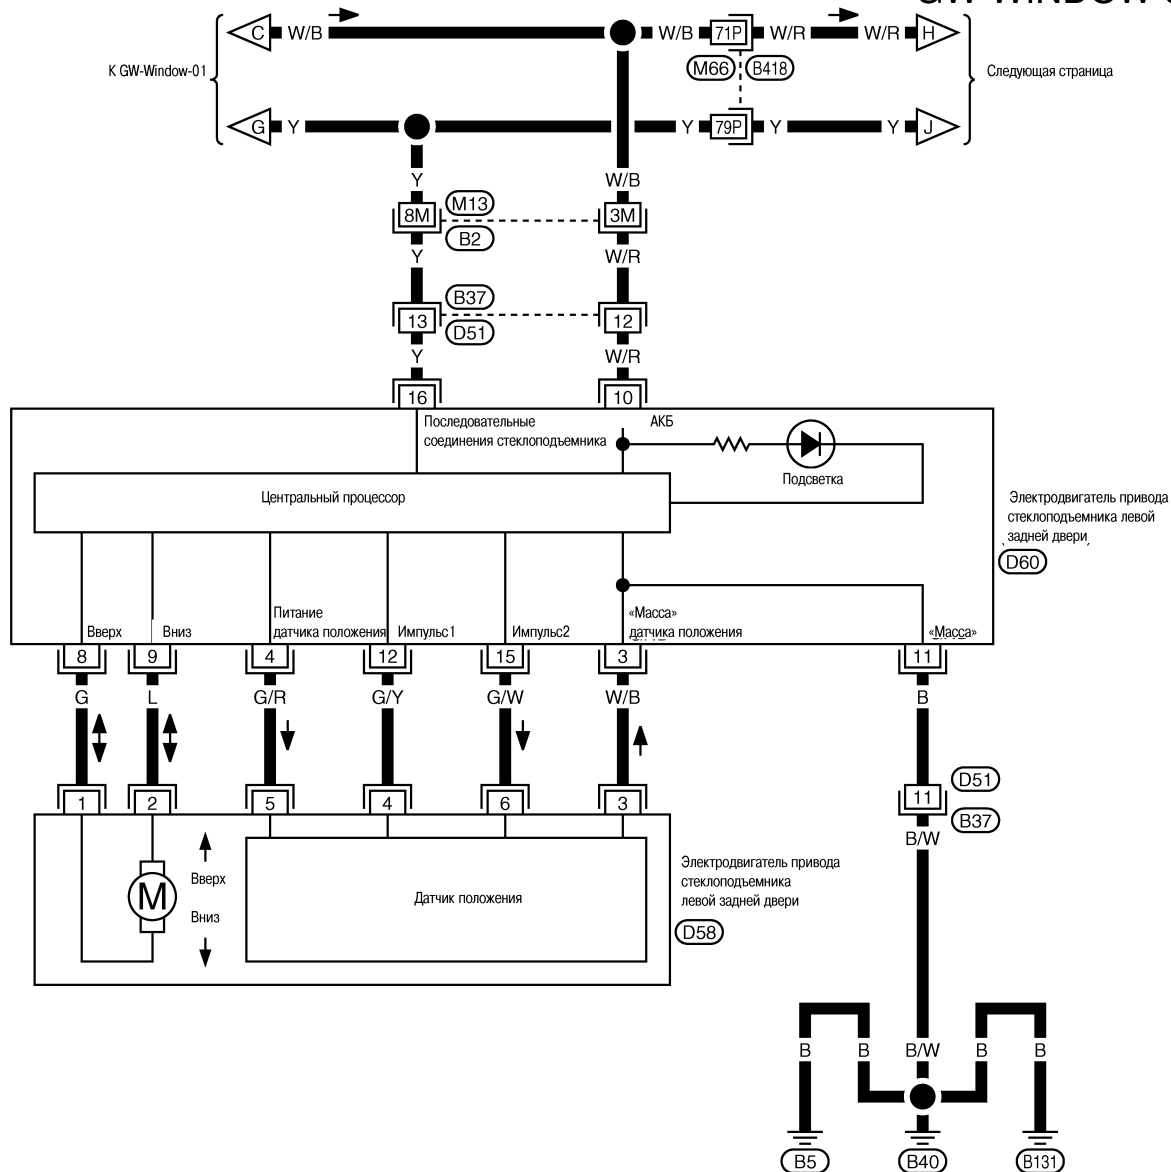 C W/B W/B 71P W/R W/R H
К GW-Window-01 M66 B418 Следующая страница
G Y Y 79P Y Y J
Y W/B
8M M13 3M
B2
Y W/R
B37
13 12
D51
Y W/R
16 10
Последовательные
соединения стеклоподъемника
АКБ
Подсветка
Центральный процессор
Электродвигатель привода
стеклоподъемника левой
задней двери
D60
Вверх
Вниз
Питание
датчика положения
Импульс1
Импульс2
«Масса»
датчика положения
«Масса»
8 9 4 12 15 3 11
G L G/R G/Y G/W W/B B
D51
1 2 5 4 6 3 11
B37
B/W
M
Вверх
Вниз
Датчик положения
Электродвигатель привода
стеклоподъемника
левой задней двери
D58
B B B/W B B
B5 B40 B131